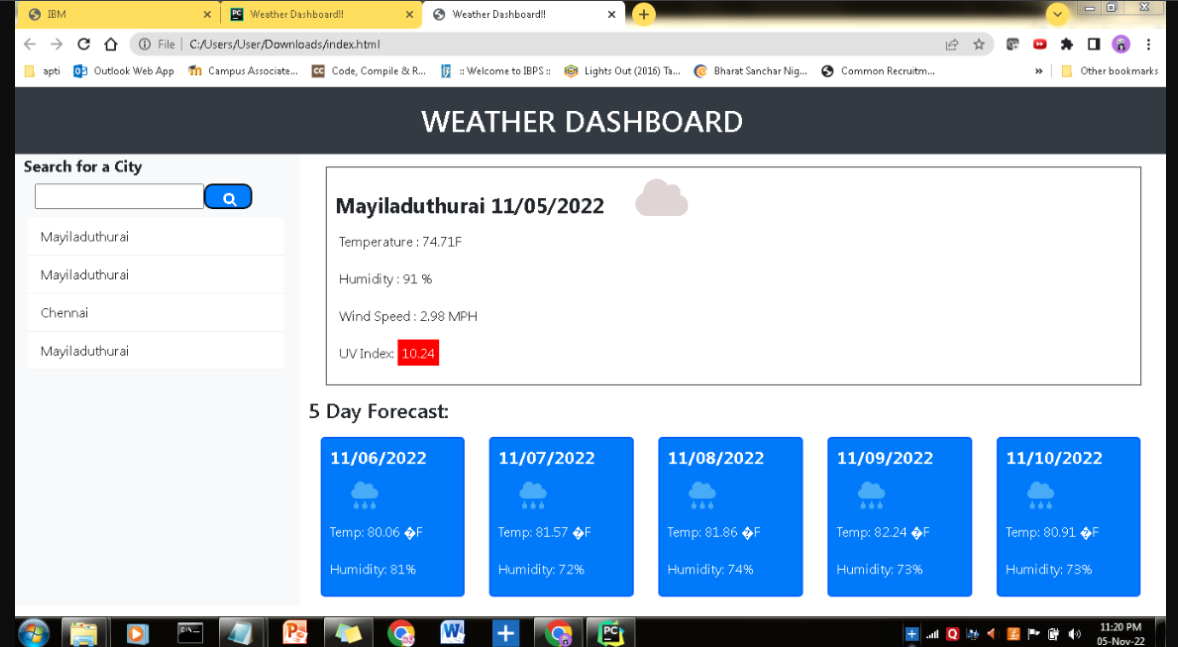 IBM
Weather Dashboard!!
Weather Dashboard!!
File
C:/Users/User/Downloads/index.html
apti
Outlook Web App
Campus Associate...
Code, Compile & R...
:: Welcome to IBPS ::
Lights Out (2016) Ta...
Bharat Sanchar Nig...
Common Recruitm...
»
Other bookmarks
WEATHER DASHBOARD
Search for a City
Mayiladuthurai
Mayiladuthurai
Chennai
Mayiladuthurai
Mayiladuthurai 11/05/2022
Temperature : 74.71F
Humidity : 91 %
Wind Speed : 2.98 MPH
UV Index: 10.24
5 Day Forecast:
11/06/2022
Temp: 80.06 �F
Humidity: 81%
11/07/2022
Temp: 81.57 �F
Humidity: 72%
11/08/2022
Temp: 81.86 �F
Humidity: 74%
11/09/2022
Temp: 82.24 �F
Humidity: 73%
11/10/2022
Temp: 80.91 �F
Humidity: 73%
11:20 PM
05-Nov-22